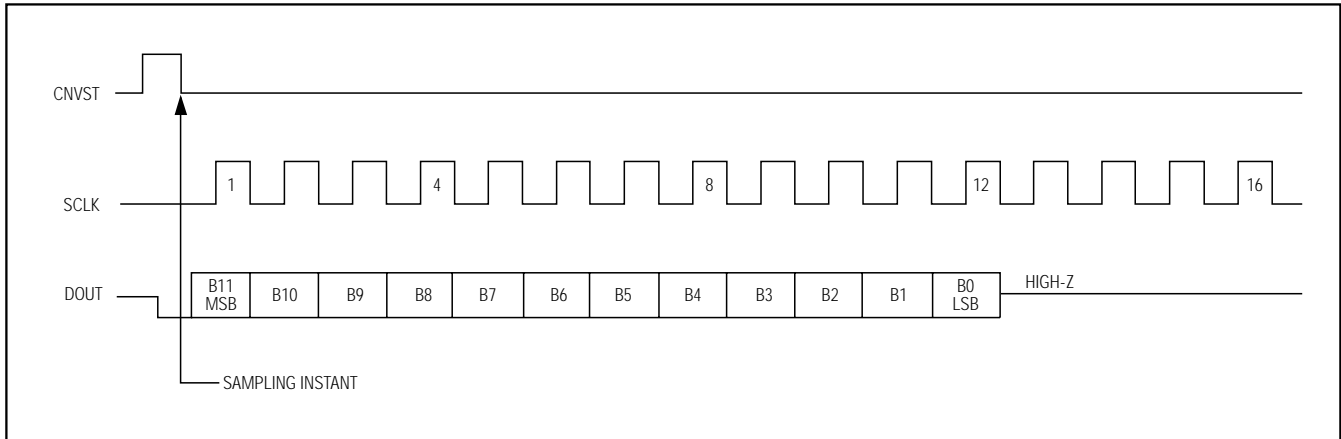 CNVST
SCLK
1
4
8
12
16
DOUT
B11
MSB
B10
B9
B8
B7
B6
B5
B4
B3
B2
B1
B0
LSB
HIGH-Z
SAMPLING INSTANT